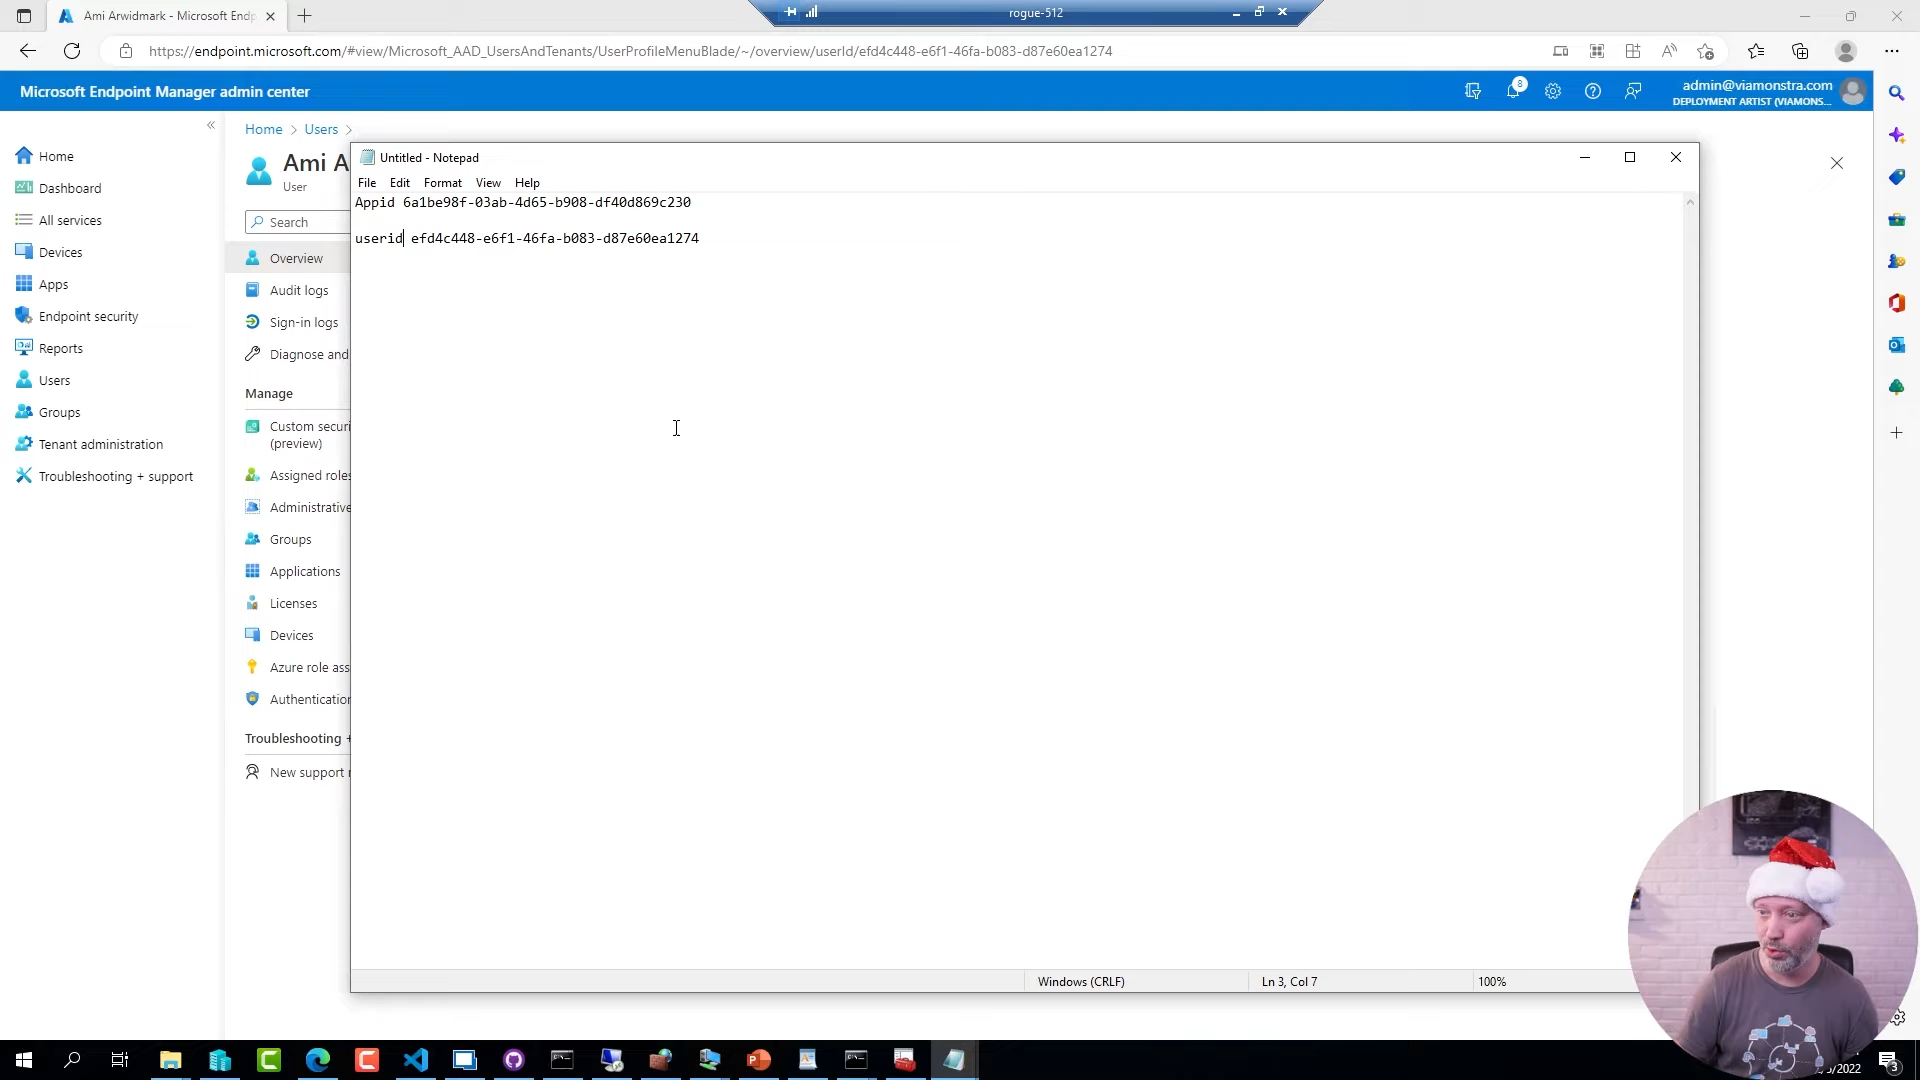 Ami Arwidmark - Microsoft Endp
rogue-512
https://endpoint.microsoft.com/#view/Microsoft_AAD_UsersAndTenants/UserProfileMenuBlade/~/overview/userId/efd4c448-e6f1-46fa-b083-d87e60ea1274
Microsoft Endpoint Manager admin center
8
admin@viamonstra.com
DEPLOYMENT ARTIST (VIAMONS...
Home
Dashboard
All services
Devices
Apps
Endpoint security
Reports
Users
Groups
Tenant administration
Troubleshooting + support
Home > Users >
Ami A
User
Search
Overview
Audit logs
Sign-in logs
Diagnose and
Manage
Custom securi
(preview)
Assigned roles
Administrative
Groups
Applications
Licenses
Devices
Azure role ass
Authentication
Troubleshooting +
New support r
Untitled - Notepad
File Edit Format View Help
Appid 6a1be98f-03ab-4d65-b908-df40d869c230
userid efd4c448-e6f1-46fa-b083-d87e60ea1274
Windows (CRLF) Ln 3, Col 7 100%
/2022
3